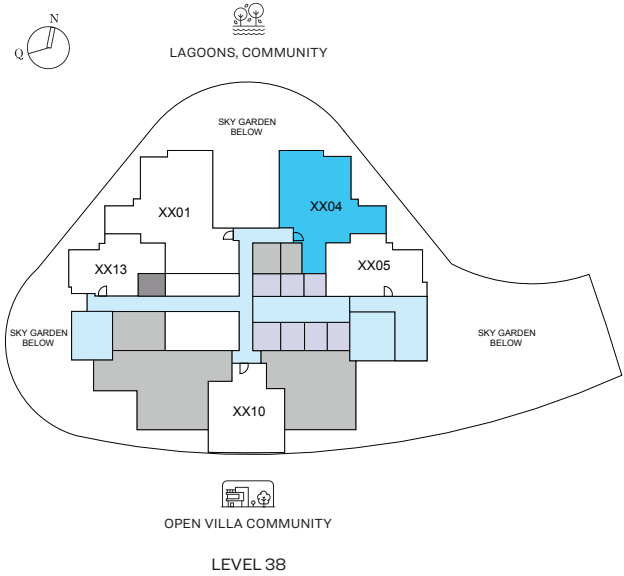 N
Q
LAGOONS, COMMUNITY
SKY GARDEN
BELOW
XX01
XX04
XX13
XX05
SKY GARDEN
BELOW
SKY GARDEN
BELOW
XX10
OPEN VILLA COMMUNITY
LEVEL 38